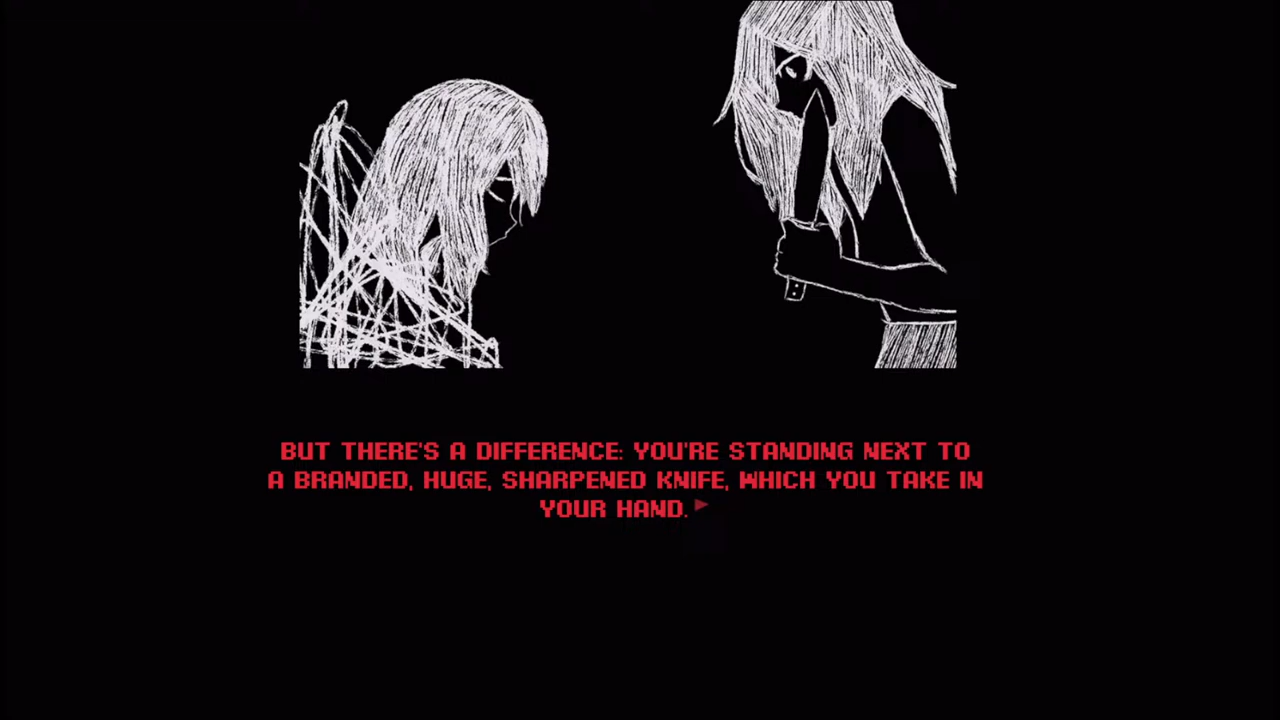 BUT THERE'S A DIFFERENCE: YOU'RE STANDING NEXT TO
A BRANDED, HUGE, SHARPENED KNIFE, WHICH YOU TAKE IN
YOUR HAND.